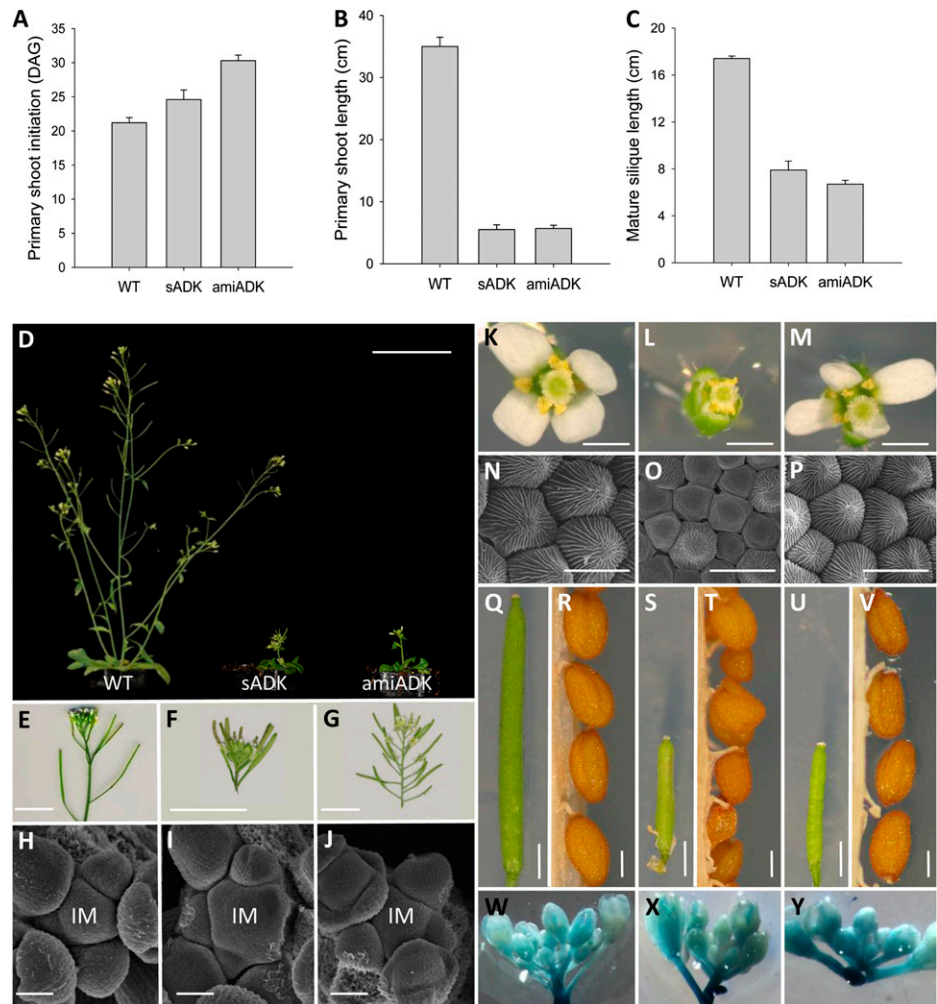 A
Primary shoot initiation (DAG)
35
30
25
20
15
10
5
0
WT sADK amiADK
B
Primary shoot length (cm)
40
30
20
10
0
WT sADK amiADK
C
Mature silique length (cm)
20
16
12
8
4
0
WT sADK amiADK
D
WT sADK amiADK
E F G
H I J
IM IM IM
K L M
N O P
Q R S T U V
W X Y